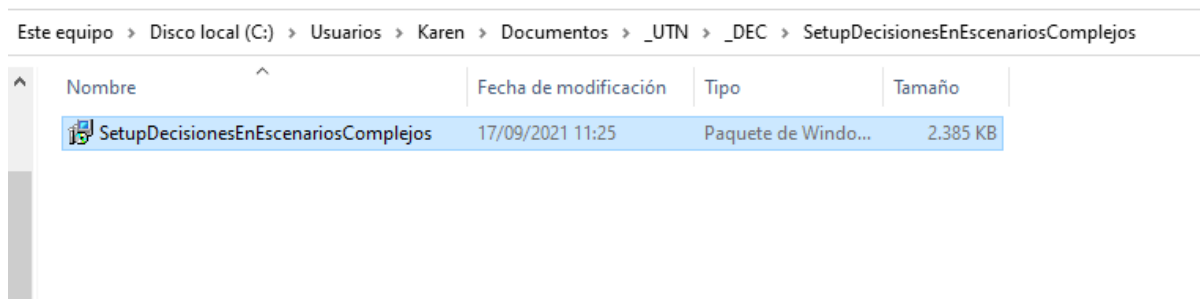 Este equipo > Disco local (C:) > Usuarios > Karen > Documentos > _UTN > _DEC > SetupDecisionesEnEscenariosComplejos
Nombre Fecha de modificación Tipo Tamaño
SetupDecisionesEnEscenariosComplejos 17/09/2021 11:25 Paquete de Windo... 2.385 KB